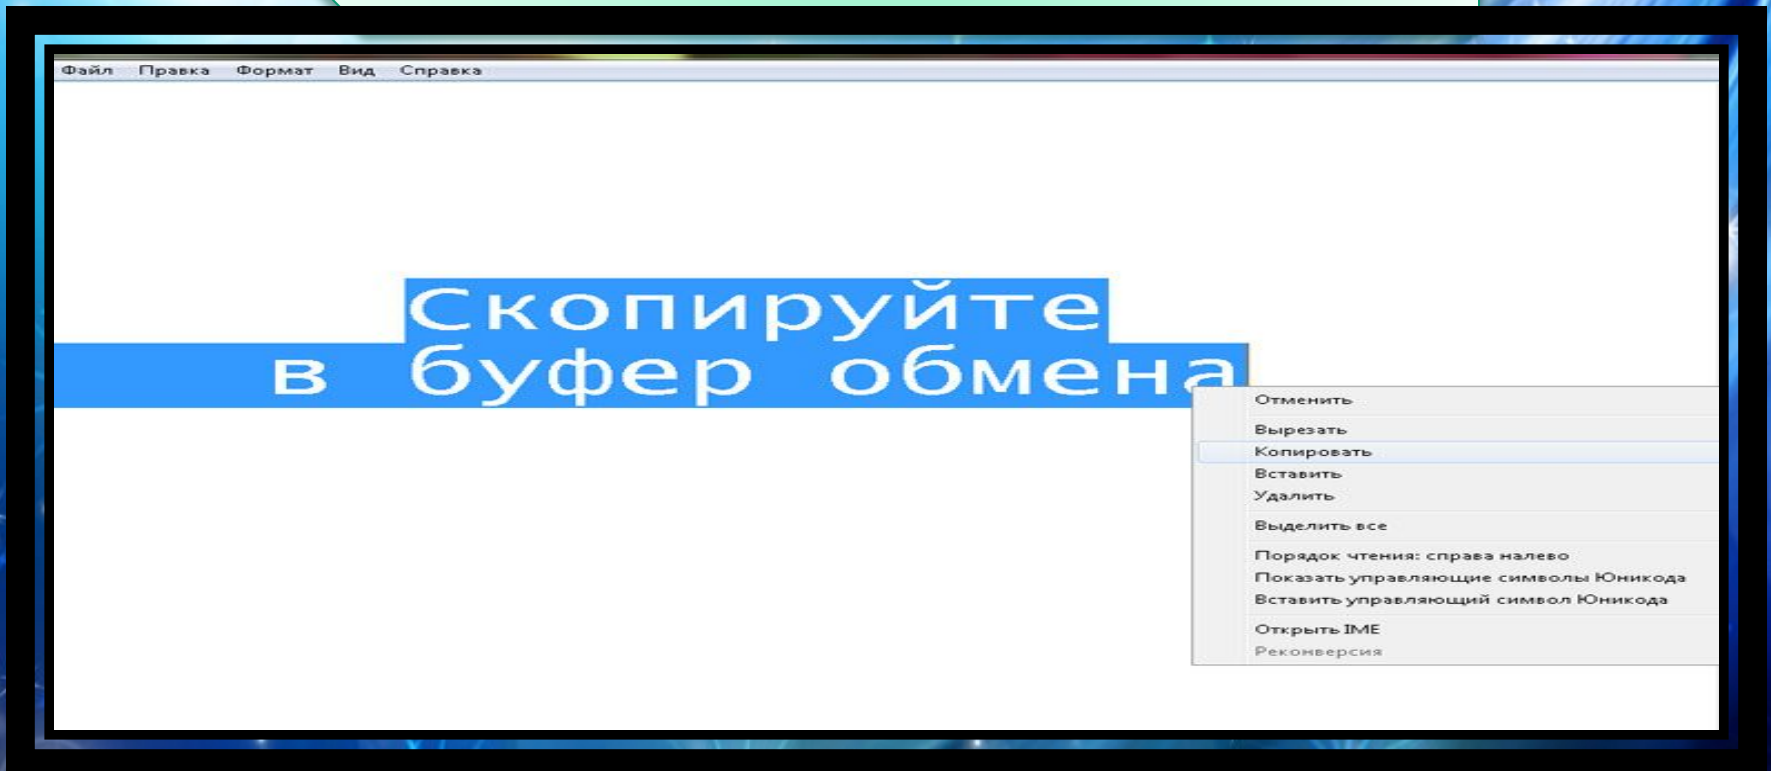 Файл Правка Формат Вид Справка
Скопируйте
в буфер обмена
Отменить
Вырезать
Копировать
Вставить
Удалить
Выделить все
Порядок чтения: справа налево
Показать управляющие символы Юникода
Вставить управляющий символ Юникода
Открыть IME
Реконверсия